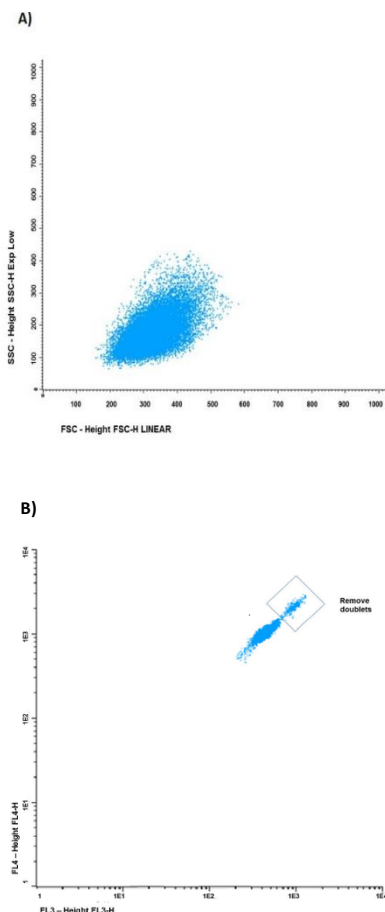 A)
SSC - Height SSC-H Exp Low
1000
900
800
700
600
500
400
300
200
100
0
100 200 300 400 500 600 700 800 900 1000
FSC - Height FSC-H LINEAR
B)
Remove
doublets
FL4 – Height FL4-H
1E4
1E3
1E2
1E1
1
1 1E1 1E2 1E3 1E4
FL3 – Height FL3-H